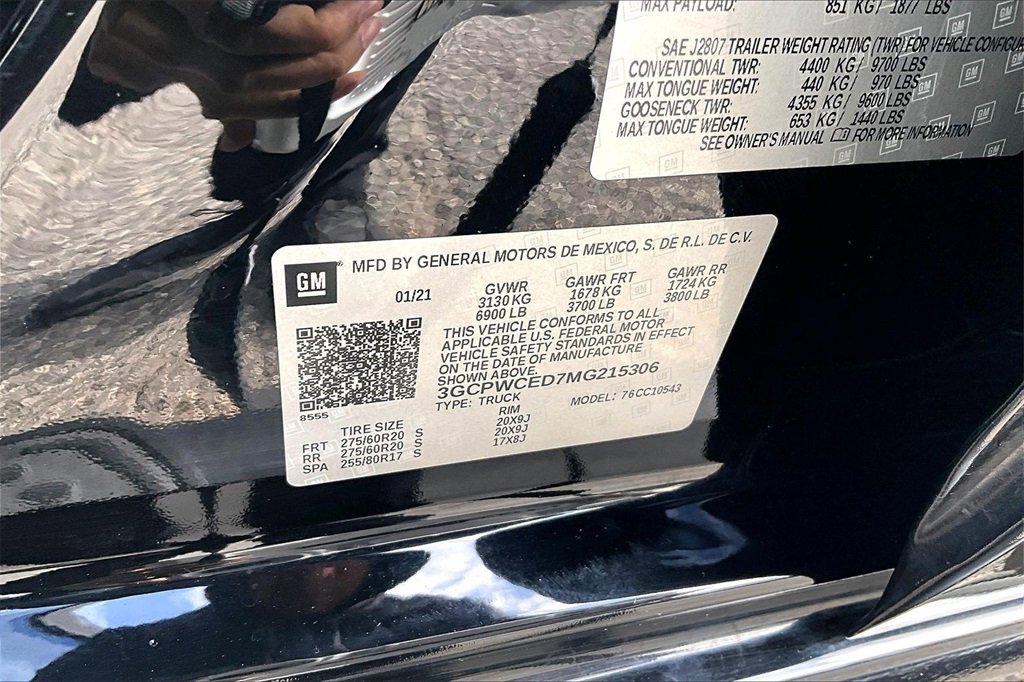 MAX PAYLOAD: 851 KG / 1877 LBS
SAE J2807 TRAILER WEIGHT RATING (TWR) FOR VEHICLE
CONVENTIONAL TWR: 4400 KG/ 9700 LBS
MAX TONGUE WEIGHT: 440 KG/ 970 LBS
GOOSENECK TWR: 4355 KG/ 9600 LBS
MAX TONGUE WEIGHT: 653 KG/ 1440 LBS
SEE OWNER'S MANUAL FOR MORE INFORMATION
GM® MFD BY GENERAL MOTORS DE MEXICO, S. DE R.L. DE C.V.
01/21 GVWR GAWR FRT GAWR RR
3130 KG 1678 KG 1724 KG
6900 LB 3700 LB 3800 LB
THIS VEHICLE CONFORMS TO ALL
APPLICABLE U.S. FEDERAL MOTOR
VEHICLE SAFETY STANDARDS IN EFFECT
ON THE DATE OF MANUFACTURE
SHOWN ABOVE.
3GCPWCED7MG215306
TYPE: TRUCK MODEL: 76CC10543
8555
TIRE SIZE RIM
FRT 275/60R20 S 20X9J
RR 275/60R20 S 20X9J
SPA 255/80R17 S 17X8J